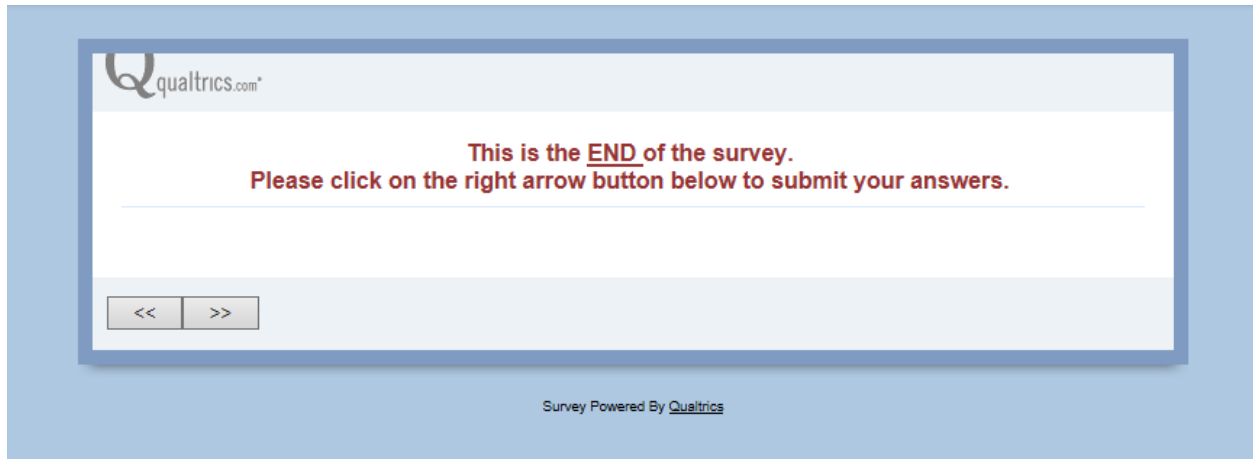 Qualtrics.com®
This is the END of the survey.
Please click on the right arrow button below to submit your answers.
<< >>
Survey Powered By Qualtrics